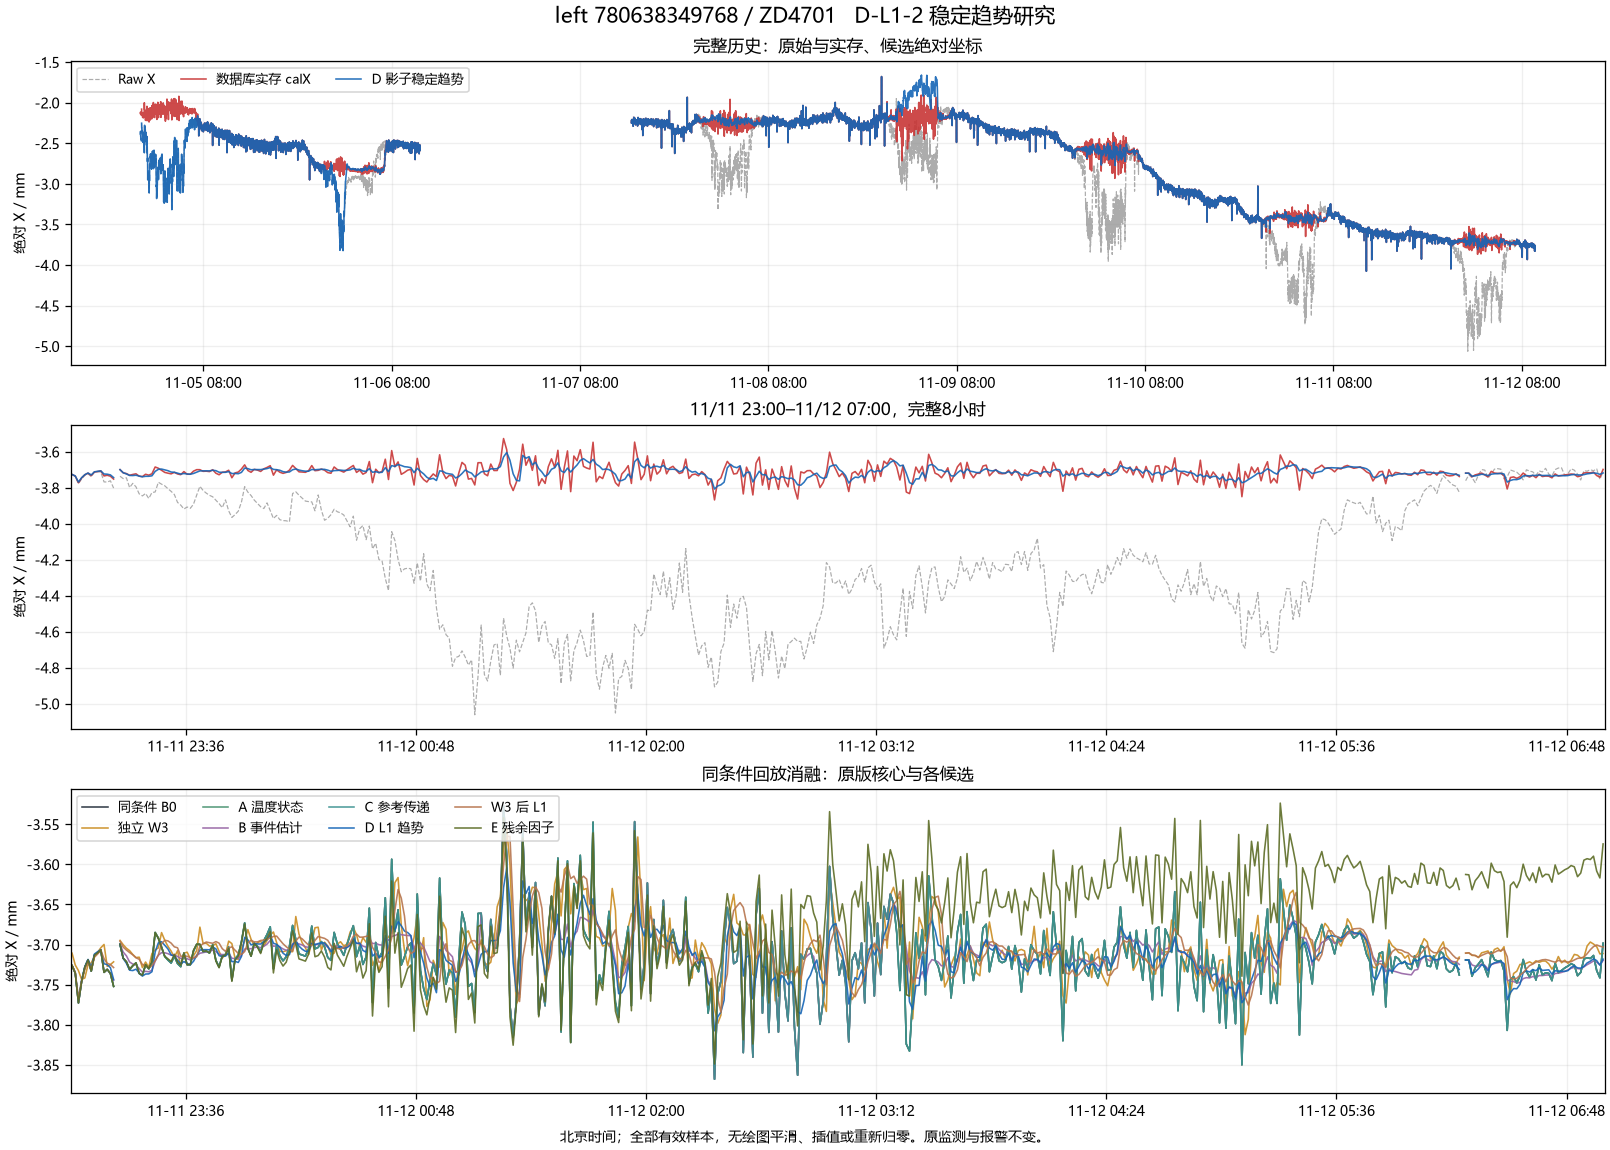 left 780638349768 / ZD4701 D-L1-2 稳定趋势研究
完整历史：原始与实存、候选绝对坐标
Raw X 数据库实存 calX D 影子稳定趋势
绝对 X / mm
-1.5
-2.0
-2.5
-3.0
-3.5
-4.0
-4.5
-5.0
11-05 08:00 11-06 08:00 11-07 08:00 11-08 08:00 11-09 08:00 11-10 08:00 11-11 08:00 11-12 08:00
11/11 23:00–11/12 07:00，完整8小时
绝对 X / mm
-3.6
-3.8
-4.0
-4.2
-4.4
-4.6
-4.8
-5.0
11-11 23:36 11-12 00:48 11-12 02:00 11-12 03:12 11-12 04:24 11-12 05:36 11-12 06:48
同条件回放消融：原版核心与各候选
同条件 B0 A 温度状态 C 参考传递 W3 后 L1
独立 W3 B 事件估计 D L1 趋势 E 残余因子
绝对 X / mm
-3.55
-3.60
-3.65
-3.70
-3.75
-3.80
-3.85
11-11 23:36 11-12 00:48 11-12 02:00 11-12 03:12 11-12 04:24 11-12 05:36 11-12 06:48
北京时间；全部有效样本，无绘图平滑、插值或重新归零。原监测与报警不变。